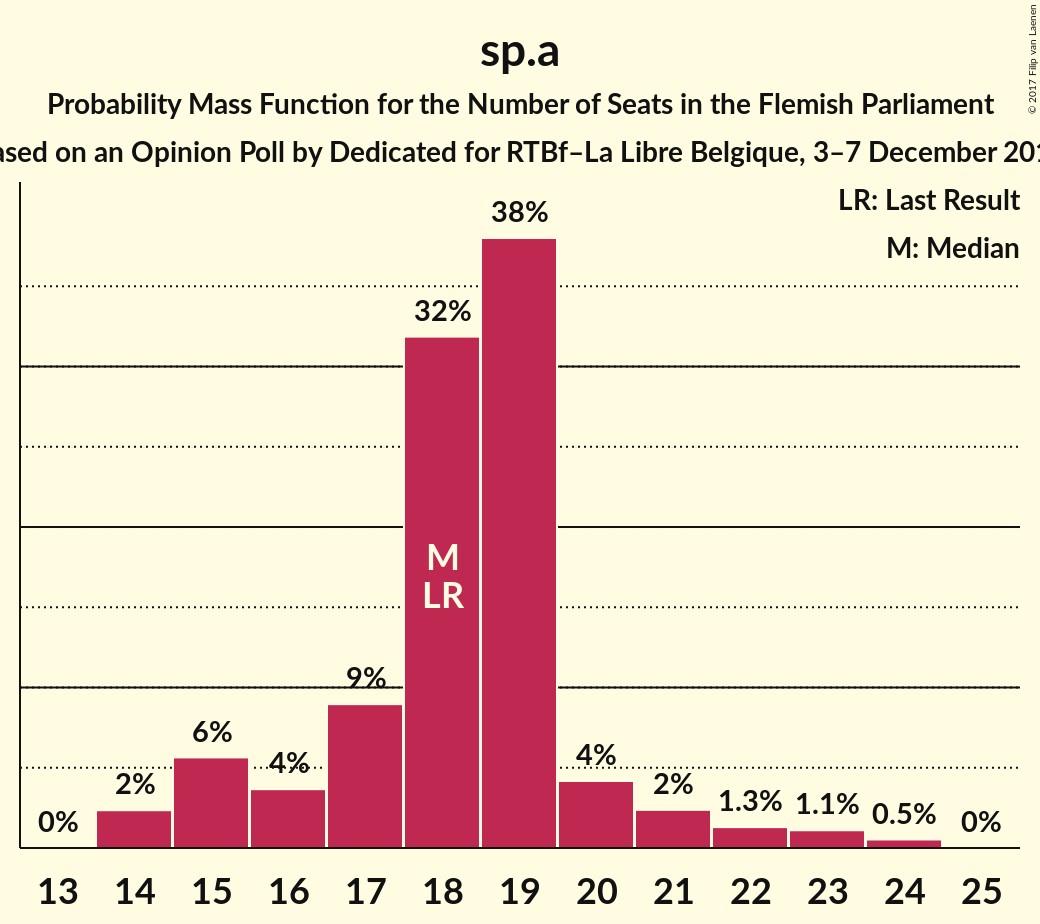 sp.a
Probability Mass Function for the Number of Seats in the Flemish Parliament
ased on an Opinion Poll by Dedicated for RTBf–La Libre Belgique, 3–7 December 201
© 2017 Filip van Laenen
LR: Last Result
M: Median
38%
32%
M
LR
9%
6%
4%
4%
2%
2%
1.3%
1.1%
0.5%
0%
0%
13 14 15 16 17 18 19 20 21 22 23 24 25